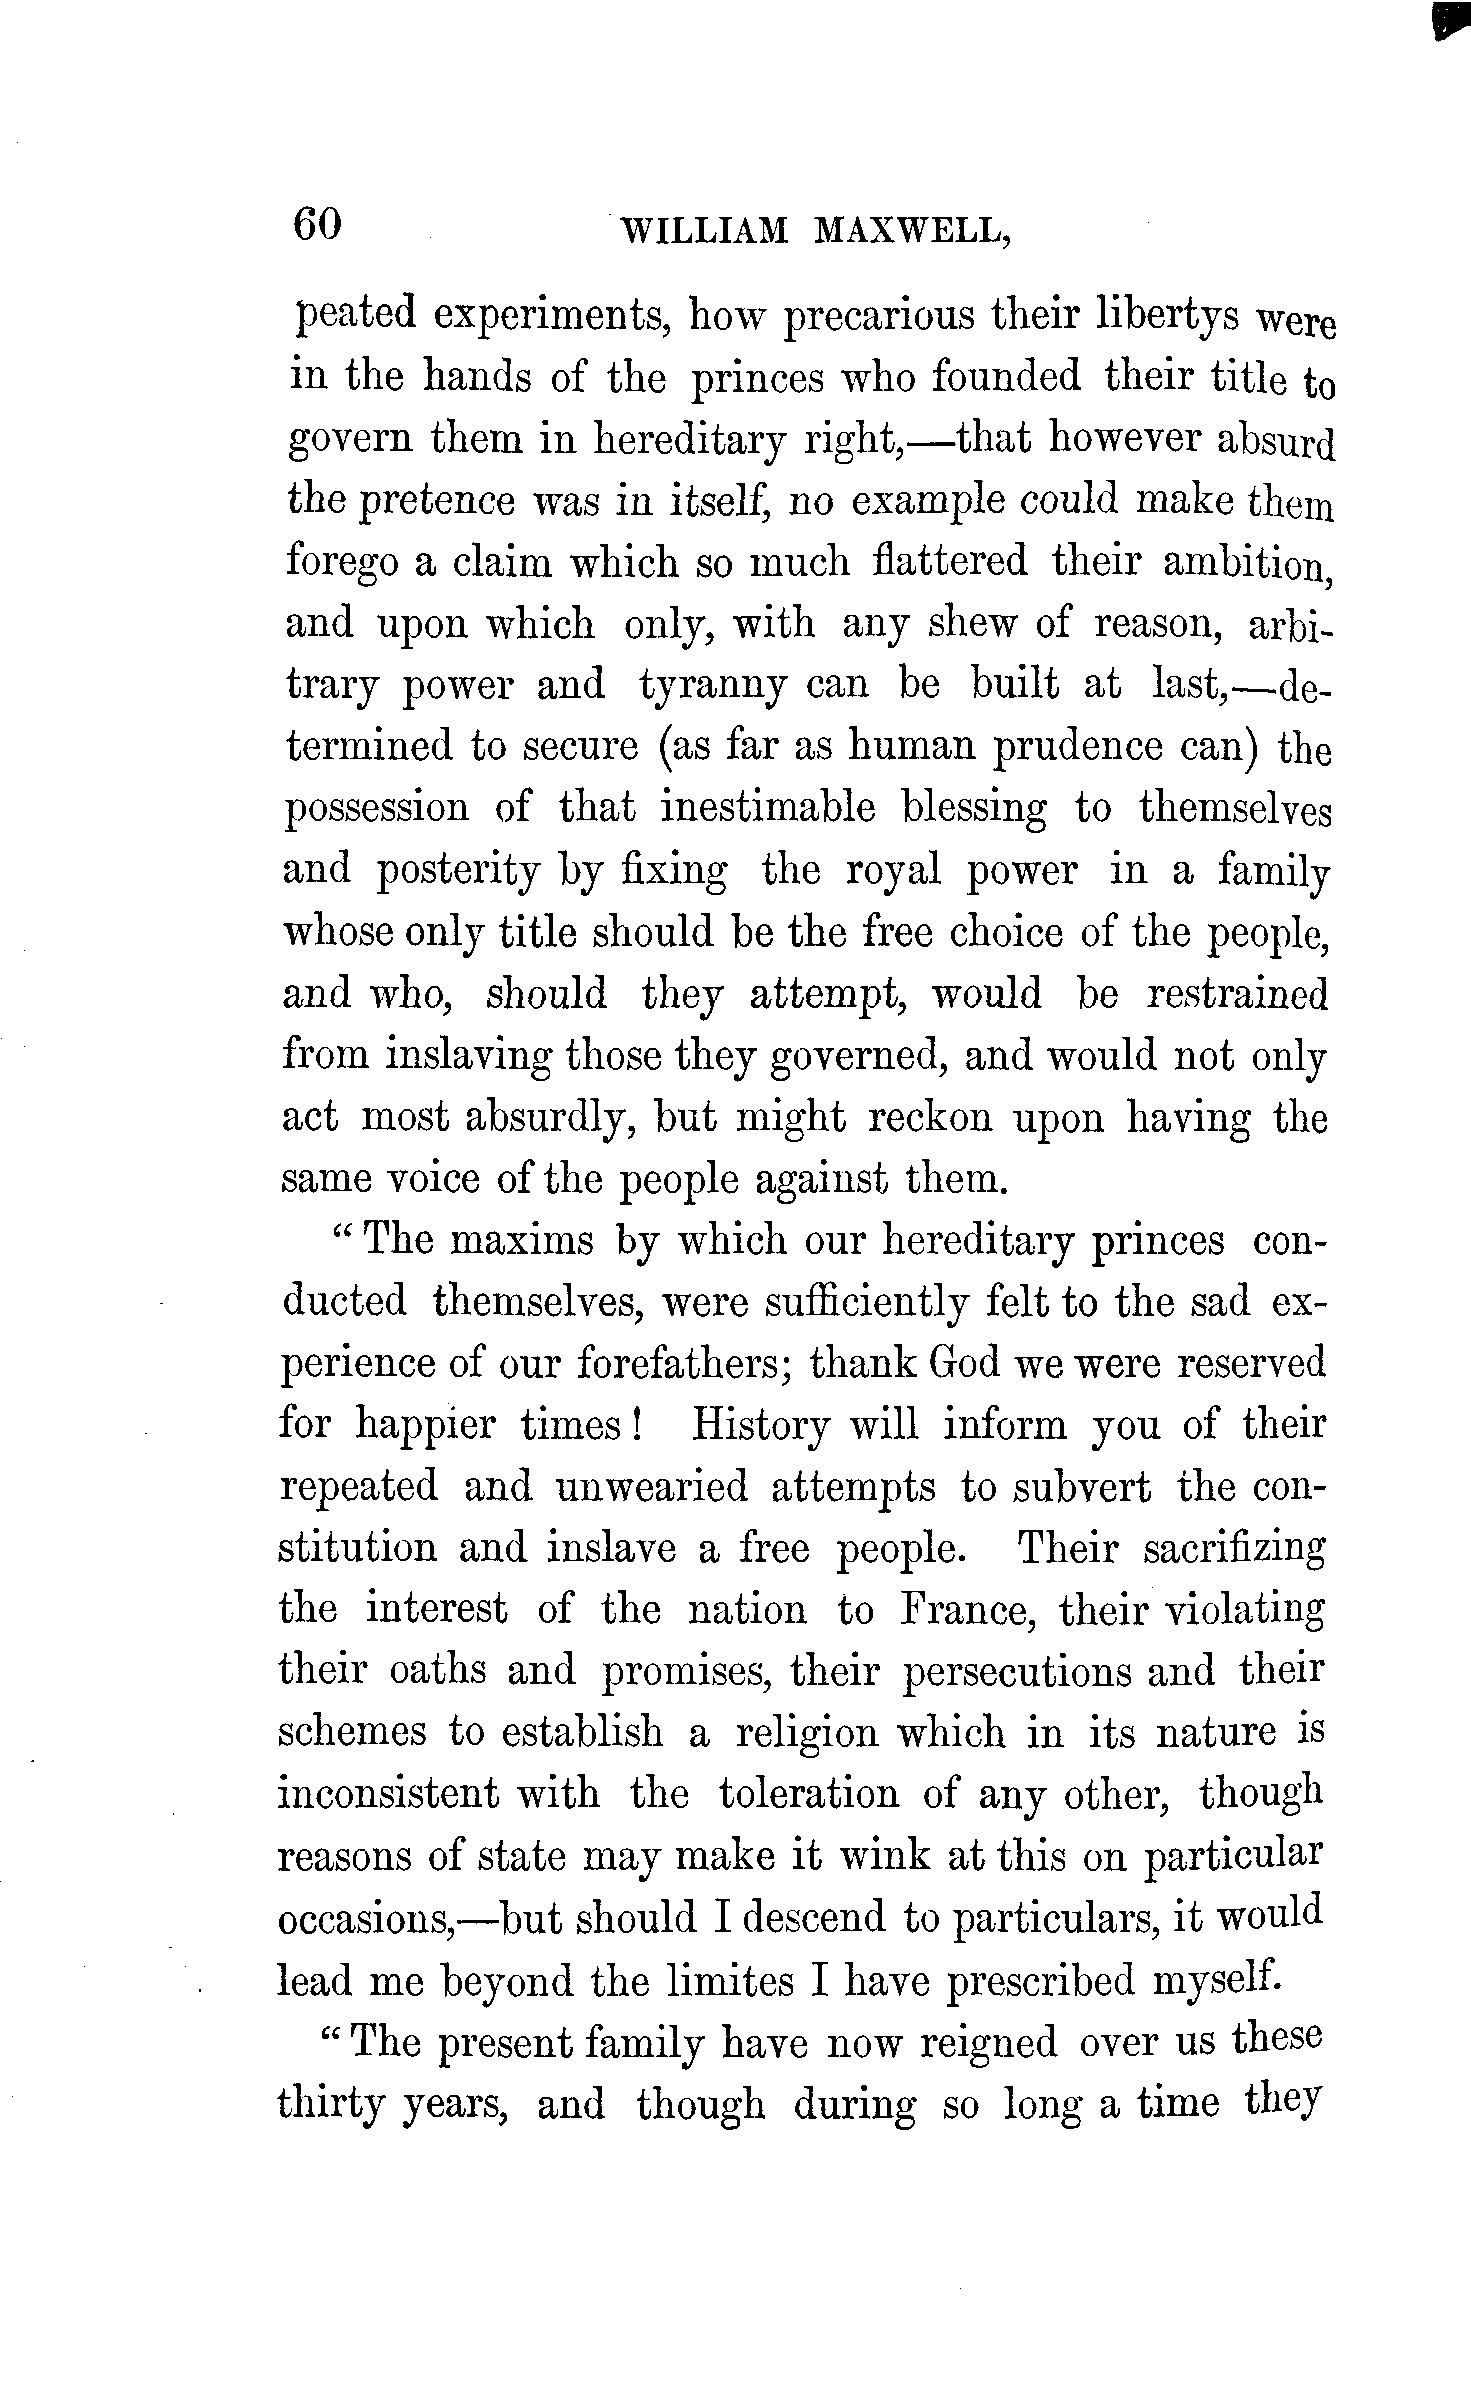 60 WILLIAM MAXWELL,
peated experiments, how precarious their libertys were
in the hands of the princes who founded their title to
govern them in hereditary right,—that however absurd
the pretence was in itself, no example could make them
forego a claim which so much flattered their ambition,
and upon which only, with any shew of reason, arbi-
trary power and tyranny can be built at last,—de-
termined to secure (as far as human prudence can) the
possession of that inestimable blessing to themselves
and posterity by fixing the royal power in a family
whose only title should be the free choice of the people,
and who, should they attempt, would be restrained
from inslaving those they governed, and would not only
act most absurdly, but might reckon upon having the
same voice of the people against them.
“The maxims by which our hereditary princes con-
ducted themselves, were sufficiently felt to the sad ex-
perience of our forefathers; thank God we were reserved
for happier times! History will inform you of their
repeated and unwearied attempts to subvert the con-
stitution and inslave a free people. Their sacrifizing
the interest of the nation to France, their violating
their oaths and promises, their persecutions and their
schemes to establish a religion which in its nature is
inconsistent with the toleration of any other, though
reasons of state may make it wink at this on particular
occasions,—but should I descend to particulars, it would
lead me beyond the limites I have prescribed myself.
“The present family have now reigned over us these
thirty years, and though during so long a time they